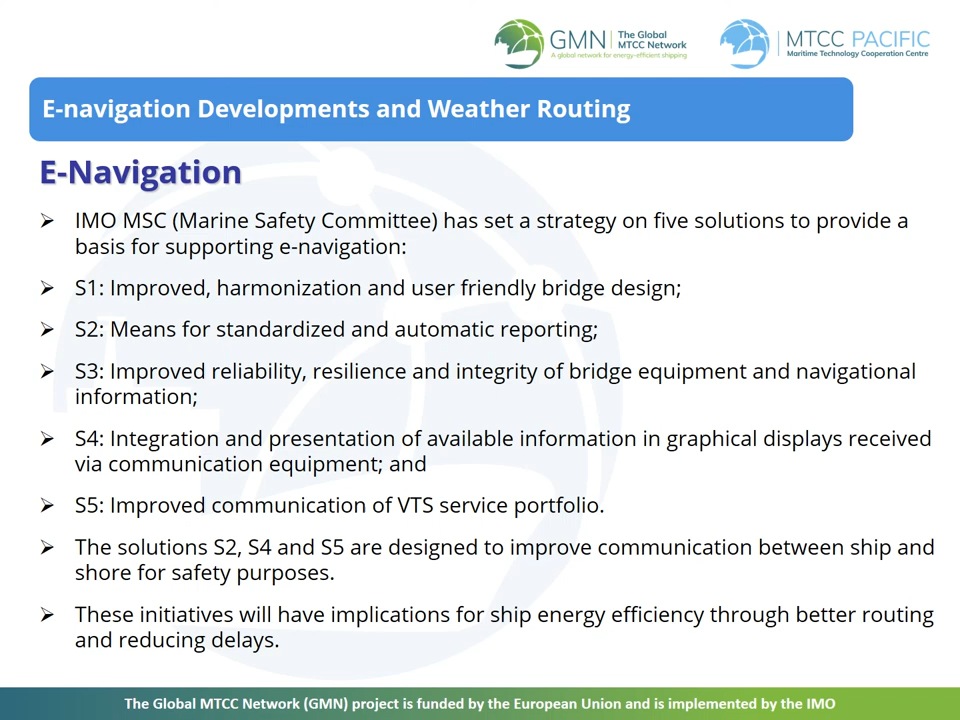 GMN The Global
MTCC Network
A global network for energy-efficient shipping
MTCC PACIFIC
Maritime Technology Cooperation Centre
E-navigation Developments and Weather Routing
E-Navigation
➢ IMO MSC (Marine Safety Committee) has set a strategy on five solutions to provide a
basis for supporting e-navigation:
➢ S1: Improved, harmonization and user friendly bridge design;
➢ S2: Means for standardized and automatic reporting;
➢ S3: Improved reliability, resilience and integrity of bridge equipment and navigational
information;
➢ S4: Integration and presentation of available information in graphical displays received
via communication equipment; and
➢ S5: Improved communication of VTS service portfolio.
➢ The solutions S2, S4 and S5 are designed to improve communication between ship and
shore for safety purposes.
➢ These initiatives will have implications for ship energy efficiency through better routing
and reducing delays.
The Global MTCC Network (GMN) project is funded by the European Union and is implemented by the IMO